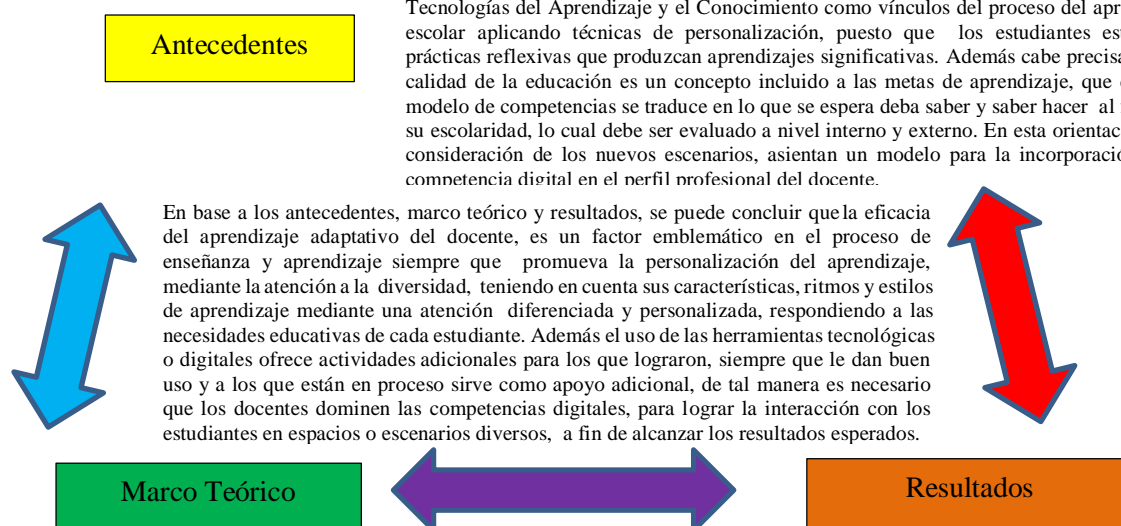 Tecnologías del Aprendizaje y el Conocimiento como vínculos del proceso del
escolar aplicando técnicas de personalización, puesto que los estudiantes
prácticas reflexivas que produzcan aprendizajes significativas. Además cabe
calidad de la educación es un concepto incluido a las metas de aprendizaje, que
modelo de competencias se traduce en lo que se espera deba saber y saber hacer al
su escolaridad, lo cual debe ser evaluado a nivel interno y externo. En esta
consideración de los nuevos escenarios, asientan un modelo para la
competencia digital en el perfil profesional del docente.
Antecedentes
En base a los antecedentes, marco teórico y resultados, se puede concluir que la eficacia
del aprendizaje adaptativo del docente, es un factor emblemático en el proceso de
enseñanza y aprendizaje siempre que promueva la personalización del aprendizaje,
mediante la atención a la diversidad, teniendo en cuenta sus características, ritmos y estilos
de aprendizaje mediante una atención diferenciada y personalizada, respondiendo a las
necesidades educativas de cada estudiante. Además el uso de las herramientas tecnológicas
o digitales ofrece actividades adicionales para los que lograron, siempre que le dan buen
uso y a los que están en proceso sirve como apoyo adicional, de tal manera es necesario
que los docentes dominen las competencias digitales, para lograr la interacción con los
estudiantes en espacios o escenarios diversos, a fin de alcanzar los resultados esperados.
Marco Teórico
Resultados